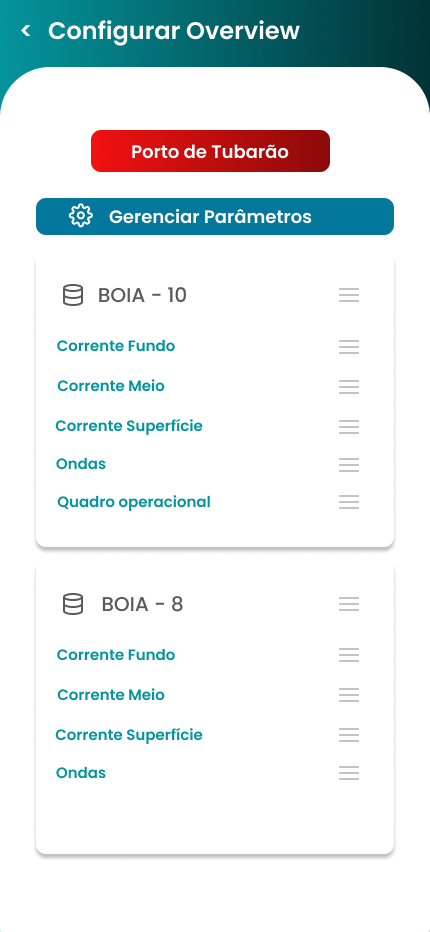 < Configurar Overview
Porto de Tubarão
Gerenciar Parâmetros
BOIA - 10
Corrente Fundo
Corrente Meio
Corrente Superfície
Ondas
Quadro operacional
BOIA - 8
Corrente Fundo
Corrente Meio
Corrente Superfície
Ondas